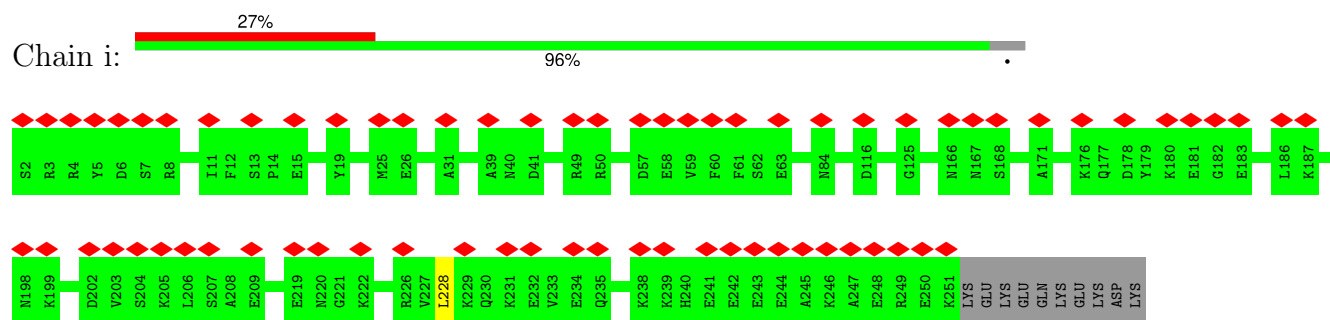 27%
Chain i:
96%
.
S2 R3 R4 Y5 D6 S7 R8 I11 F12 S13 P14 E15 Y19 M25 E26 A31 A39 N40 D41 R49 R50 D57 E58 V59 F60 F61 S62 E63 N84 D116 G125 N166 N167 S168 A171 K176 Q177 D178 Y179 K180 E181 G182 E183 L186 K187
N198 K199 D202 V203 S204 K205 L206 S207 A208 E209 E219 N220 G221 K222 R226 V227 L228 K229 Q230 K231 E232 V233 E234 Q235 K238 K239 H240 E241 E242 E243 E244 A245 K246 A247 E248 R249 E250 K251 LYS GLU LYS GLU GLN LYS GLU LYS ASP LYS